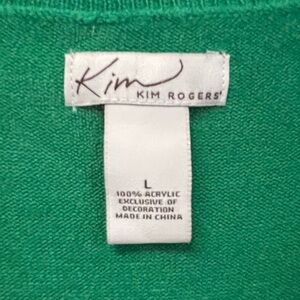 Kim
KIM ROGERS'
L
100% ACRYLIC
EXCLUSIVE OF
DECORATION
MADE IN CHINA